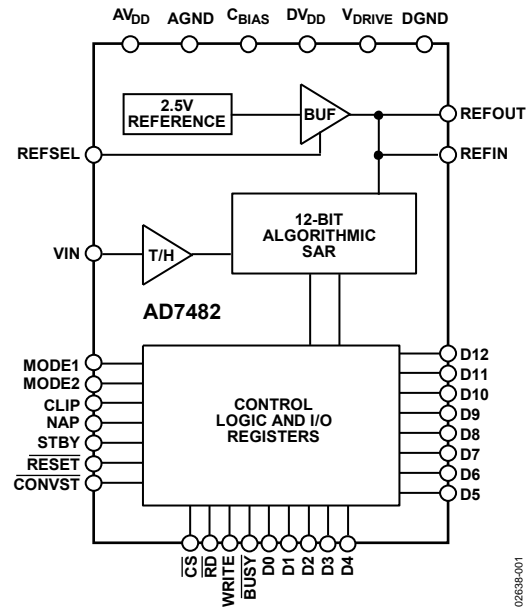 AVDD AGND CBIAS DVDD VDRIVE DGND
2.5V
REFERENCE
BUF
REFOUT
REFSEL
REFIN
12-BIT
ALGORITHMIC
SAR
VIN
T/H
AD7482
MODE1
MODE2
CLIP
NAP
STBY
RESET
CONVST
CONTROL
LOGIC AND I/O
REGISTERS
D12
D11
D10
D9
D8
D7
D6
D5
CS
RD
WRITE
BUSY
D0
D1
D2
D3
D4
02638-001